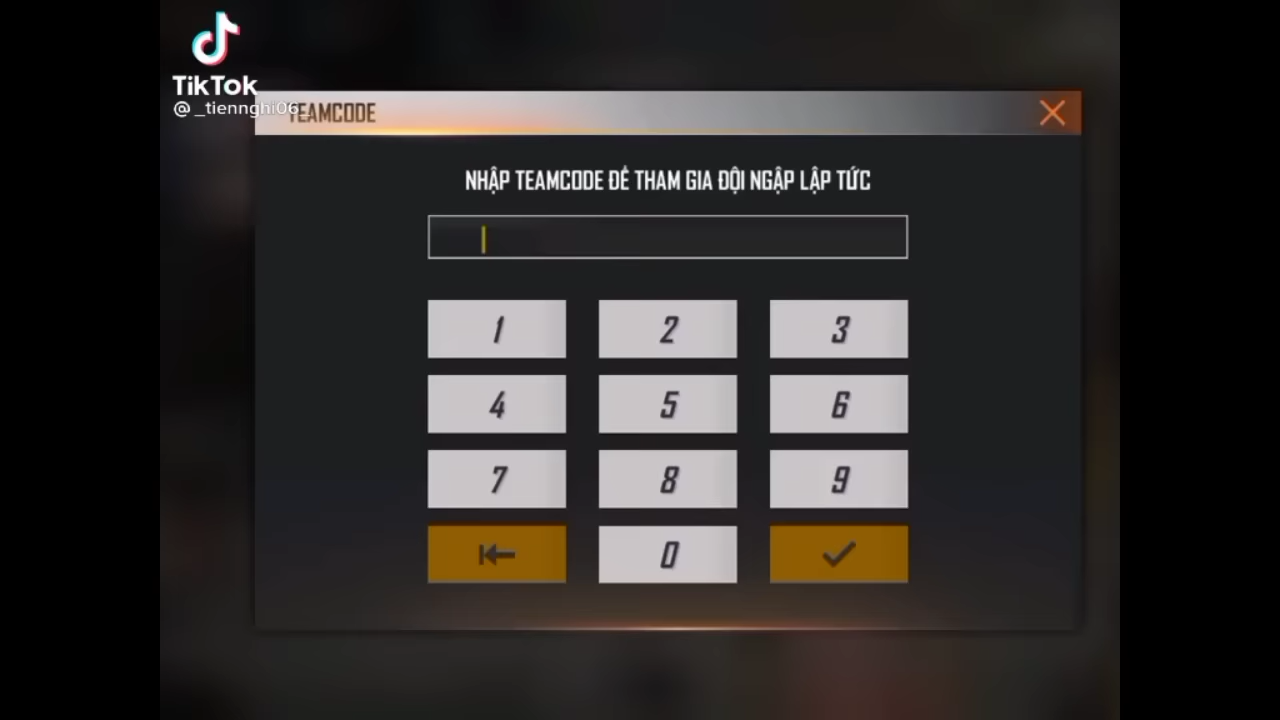 TikTok
@_tiennghi06
TEAMCODE
NHẬP TEAMCODE ĐỂ THAM GIA ĐỘI NGẬP LẬP TỨC
1 2 3
4 5 6
7 8 9
0